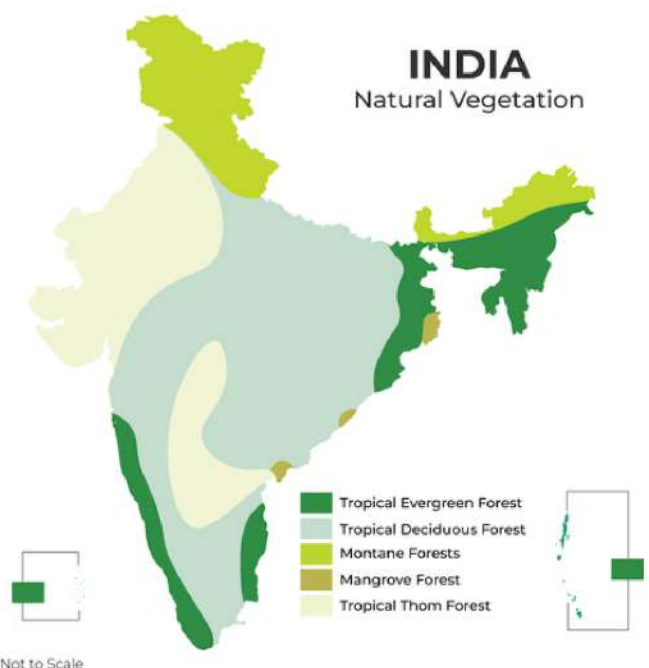 INDIA
Natural Vegetation
Tropical Evergreen Forest
Tropical Deciduous Forest
Montane Forests
Mangrove Forest
Tropical Thom Forest
Not to Scale